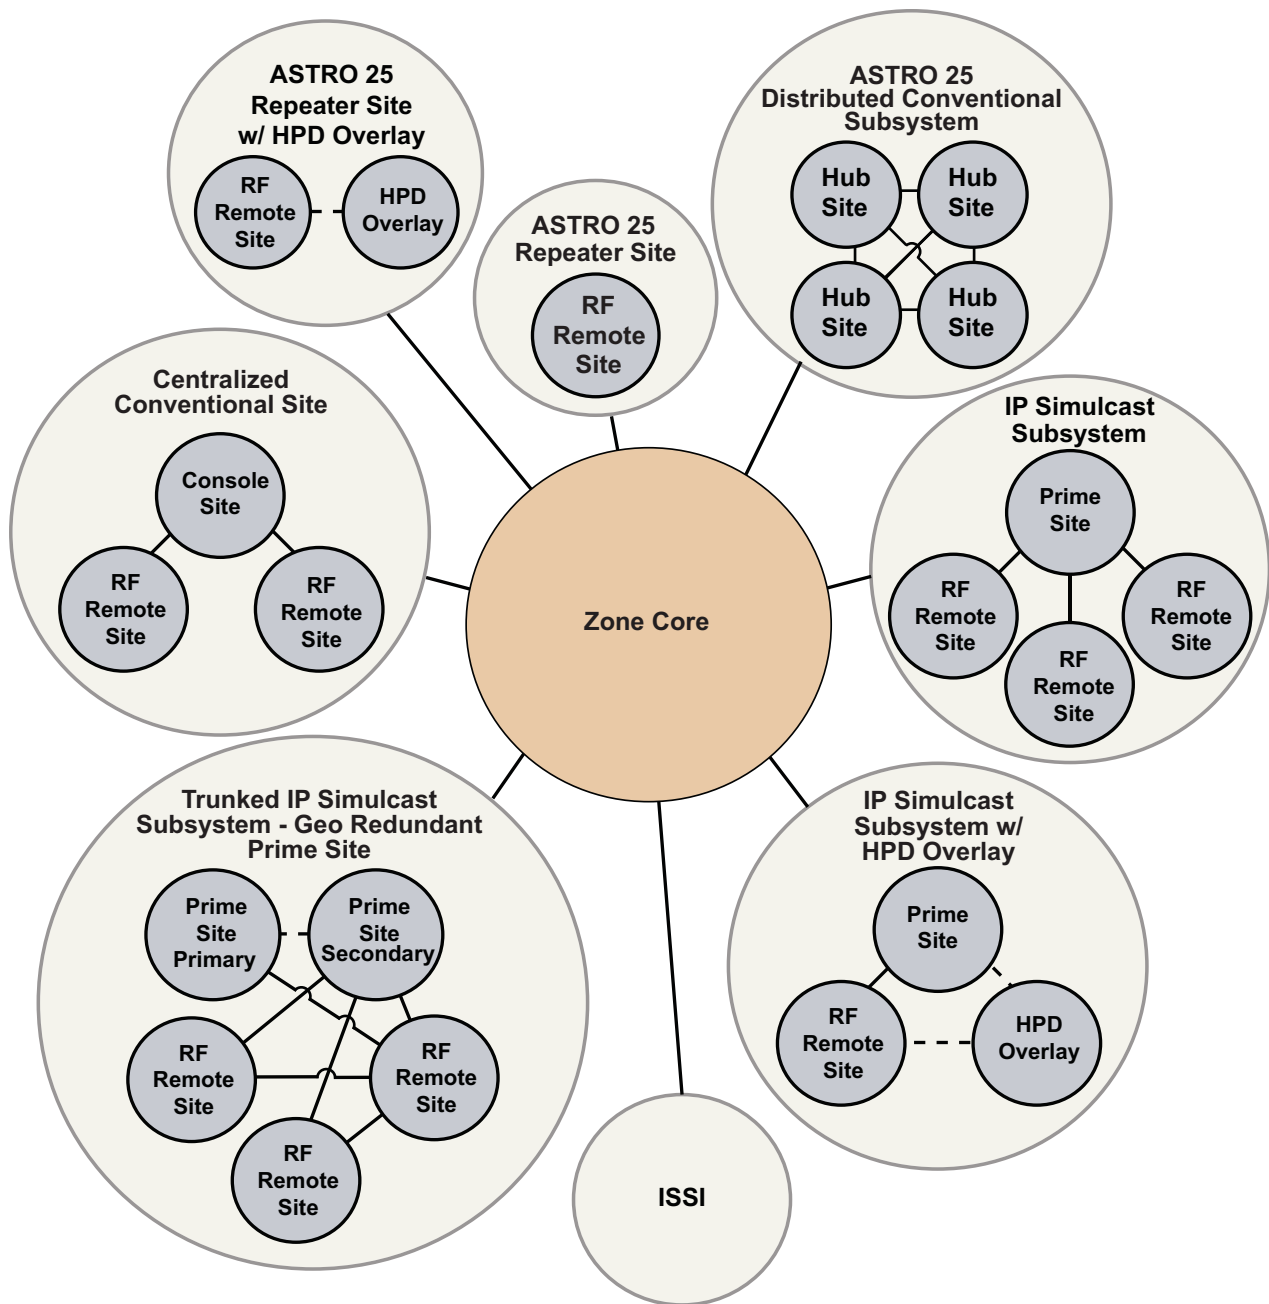 ASTRO 25
Repeater Site
w/ HPD Overlay
RF
Remote
Site
HPD
Overlay
ASTRO 25
Repeater Site
RF
Remote
Site
ASTRO 25
Distributed Conventional
Subsystem
Hub
Site
Hub
Site
Hub
Site
Hub
Site
Centralized
Conventional Site
Console
Site
RF
Remote
Site
RF
Remote
Site
IP Simulcast
Subsystem
Prime
Site
RF
Remote
Site
RF
Remote
Site
RF
Remote
Site
Zone Core
Trunked IP Simulcast
Subsystem - Geo Redundant
Prime Site
Prime
Site
Primary
Prime
Site
Secondary
RF
Remote
Site
RF
Remote
Site
RF
Remote
Site
IP Simulcast
Subsystem w/
HPD Overlay
Prime
Site
RF
Remote
Site
HPD
Overlay
ISSI